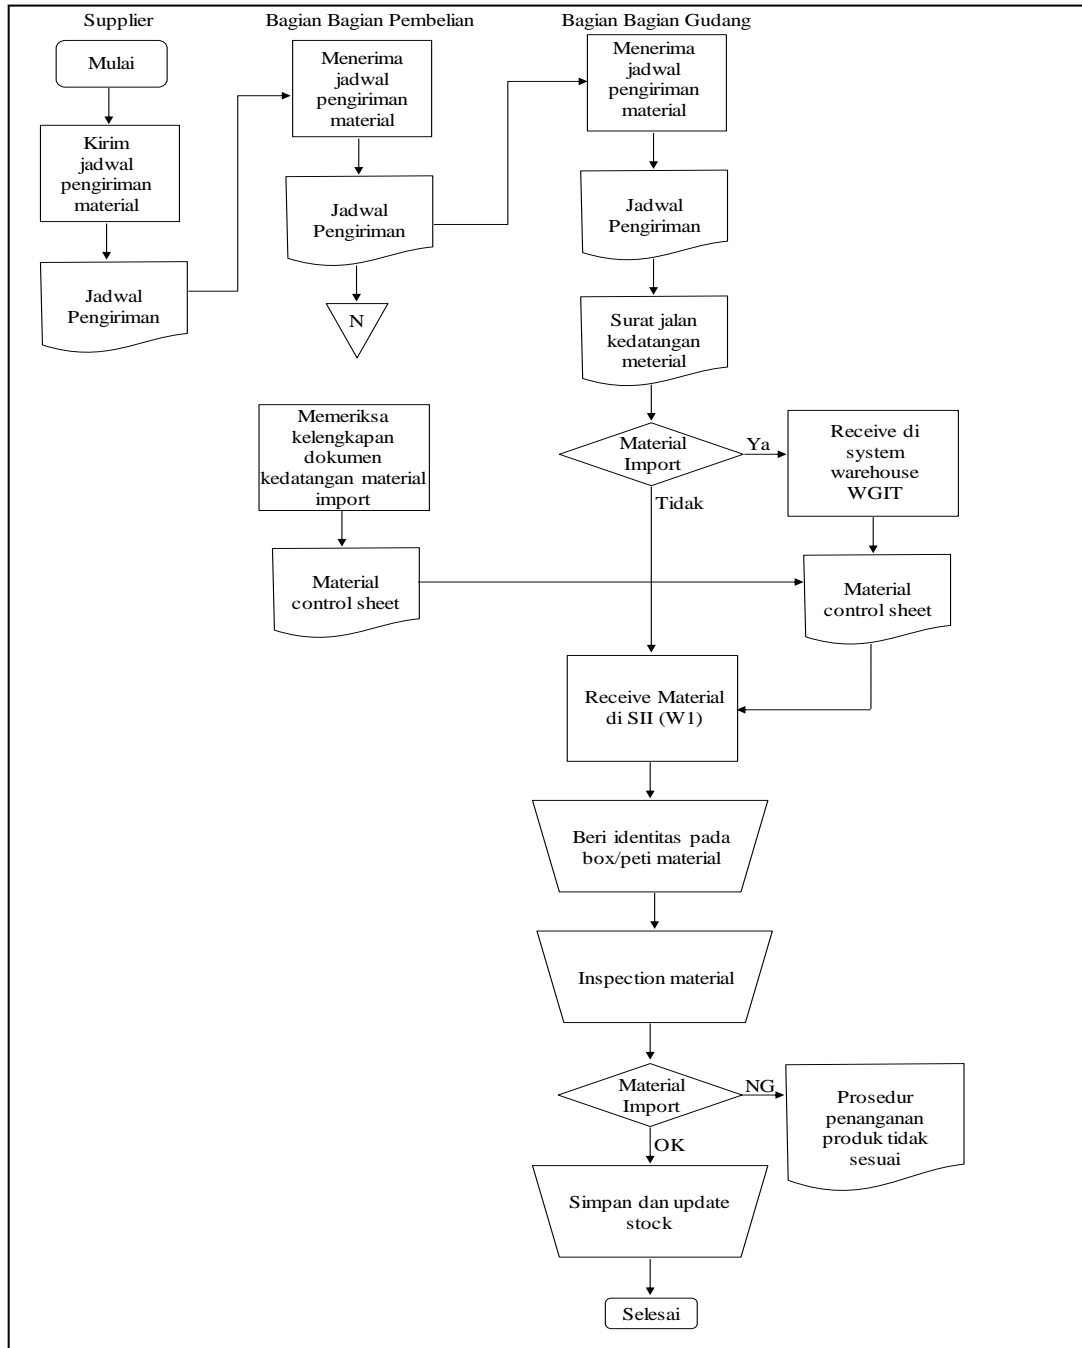 Supplier
Bagian Bagian Pembelian
Bagian Bagian Gudang
Mulai
Kirim
jadwal
pengiriman
material
Jadwal
Pengiriman
Menerima
jadwal
pengiriman
material
Jadwal
Pengiriman
N
Menerima
jadwal
pengiriman
material
Jadwal
Pengiriman
Surat jalan
kedatangan
meterial
Material
Import
Ya
Tidak
Receive di
system
warehouse
WGIT
Memeriksa
kelengkapan
dokumen
kedatangan material
import
Material
control sheet
Material
control sheet
Receive Material
di SII (W1)
Beri identitas pada
box/peti material
Inspection material
Material
Import
NG
OK
Prosedur
penanganan
produk tidak
sesuai
Simpan dan update
stock
Selesai